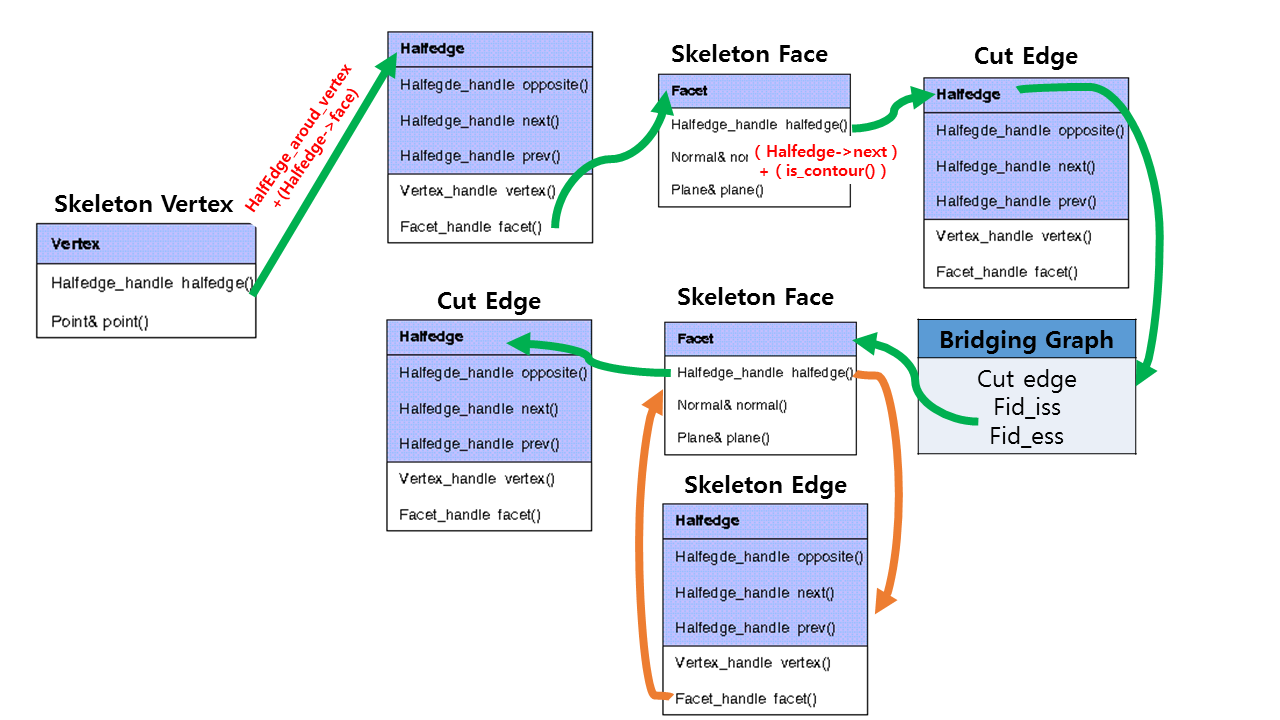 Skeleton Vertex
Vertex
Halfedge_handle halfedge()
Point& point()
HalfEdge_aroud_vertex
+(Halfedge->face)
Halfedge
Halfegde_handle opposite()
Halfedge_handle next()
Halfedge_handle prev()
Vertex_handle vertex()
Facet_handle facet()
Skeleton Face
Facet
Halfedge_handle halfedge()
Normal& nor
( Halfedge->next )
+ ( is_contour() )
Plane& plane()
Cut Edge
Halfedge
Halfegde_handle opposite()
Halfedge_handle next()
Halfedge_handle prev()
Vertex_handle vertex()
Facet_handle facet()
Bridging Graph
Cut edge
Fid_iss
Fid_ess
Skeleton Face
Facet
Halfedge_handle halfedge()
Normal& normal()
Plane& plane()
Cut Edge
Halfedge
Halfegde_handle opposite()
Halfedge_handle next()
Halfedge_handle prev()
Vertex_handle vertex()
Facet_handle facet()
Skeleton Edge
Halfedge
Halfegde_handle opposite()
Halfedge_handle next()
Halfedge_handle prev()
Vertex_handle vertex()
Facet_handle facet()